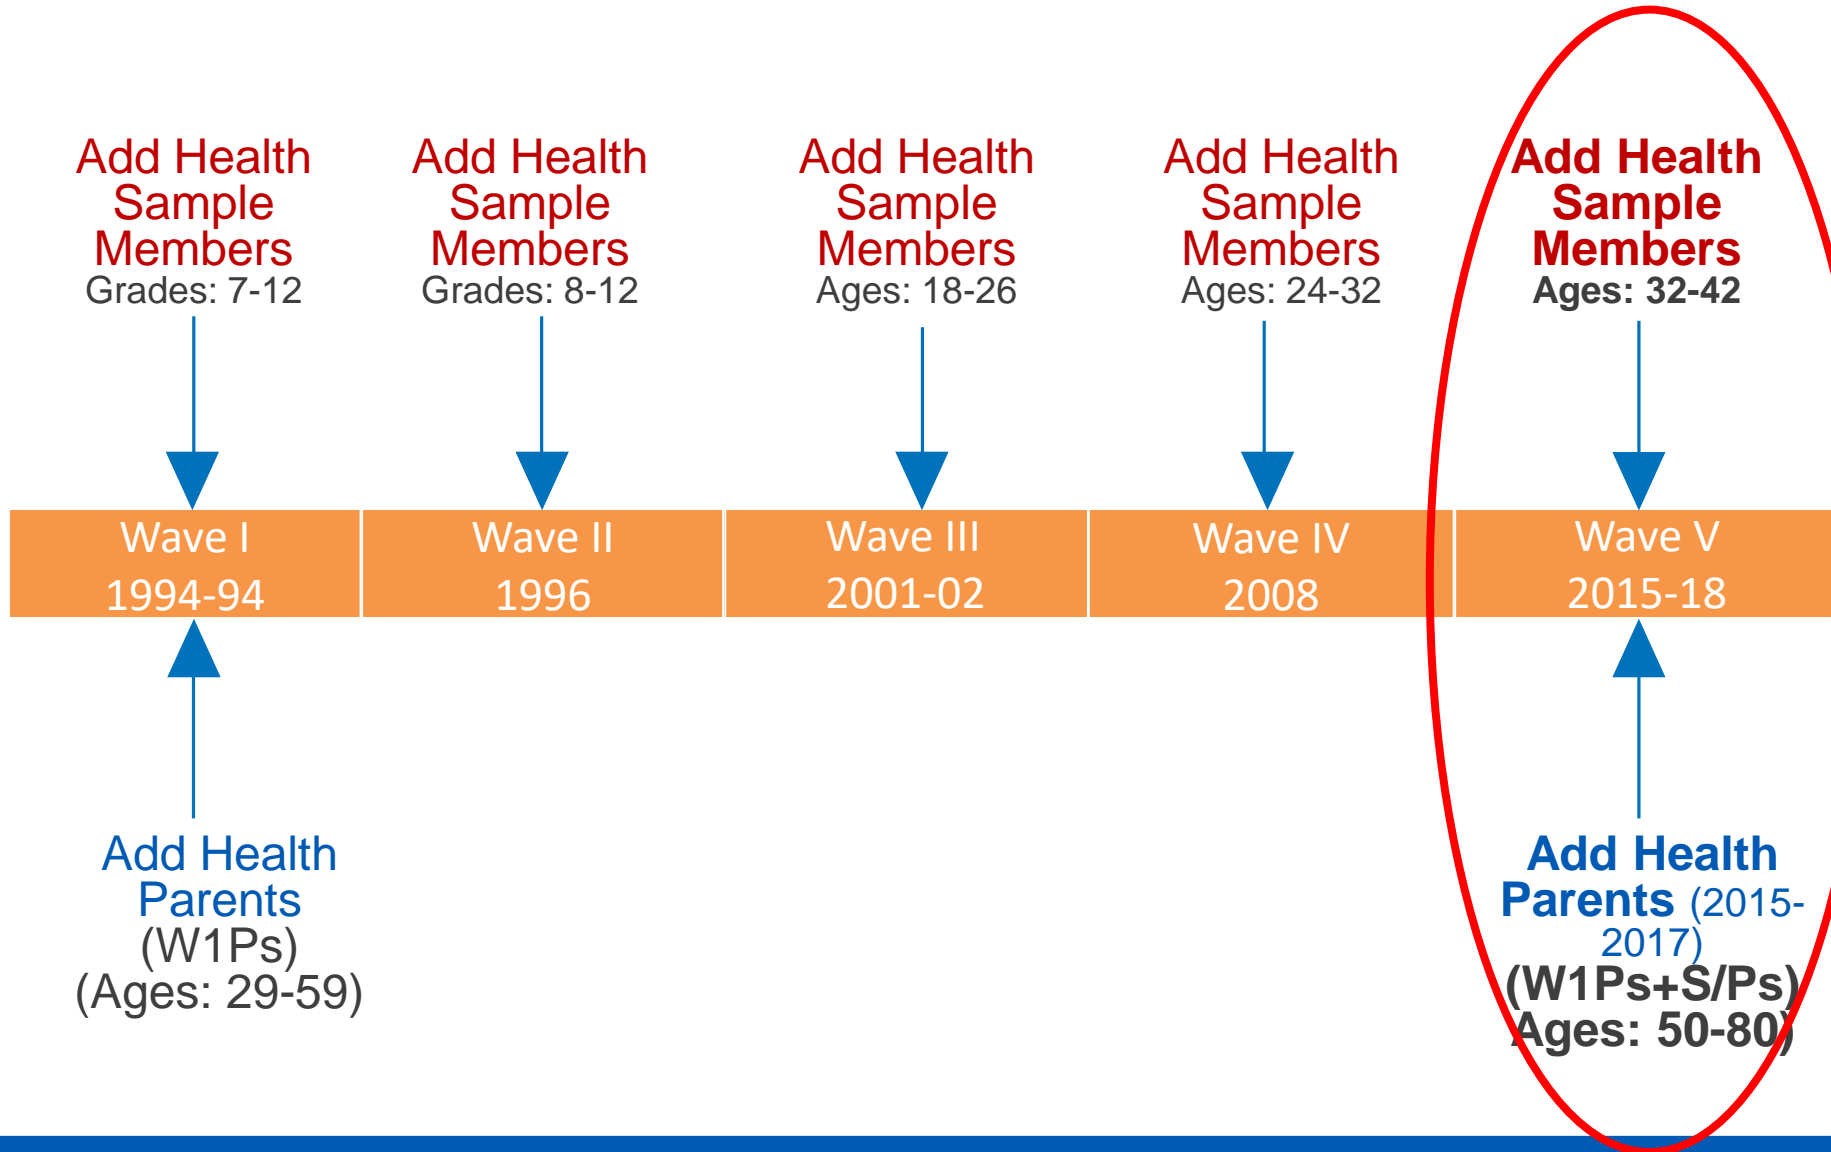 Add Health
Sample
Members
Grades: 7-12
Add Health
Sample
Members
Grades: 8-12
Add Health
Sample
Members
Ages: 18-26
Add Health
Sample
Members
Ages: 24-32
Add Health
Sample
Members
Ages: 32-42
Wave I
1994-94
Wave II
1996
Wave III
2001-02
Wave IV
2008
Wave V
2015-18
Add Health
Parents
(W1Ps)
(Ages: 29-59)
Add Health
Parents (2015-
2017)
(W1Ps+S/Ps)
Ages: 50-80)